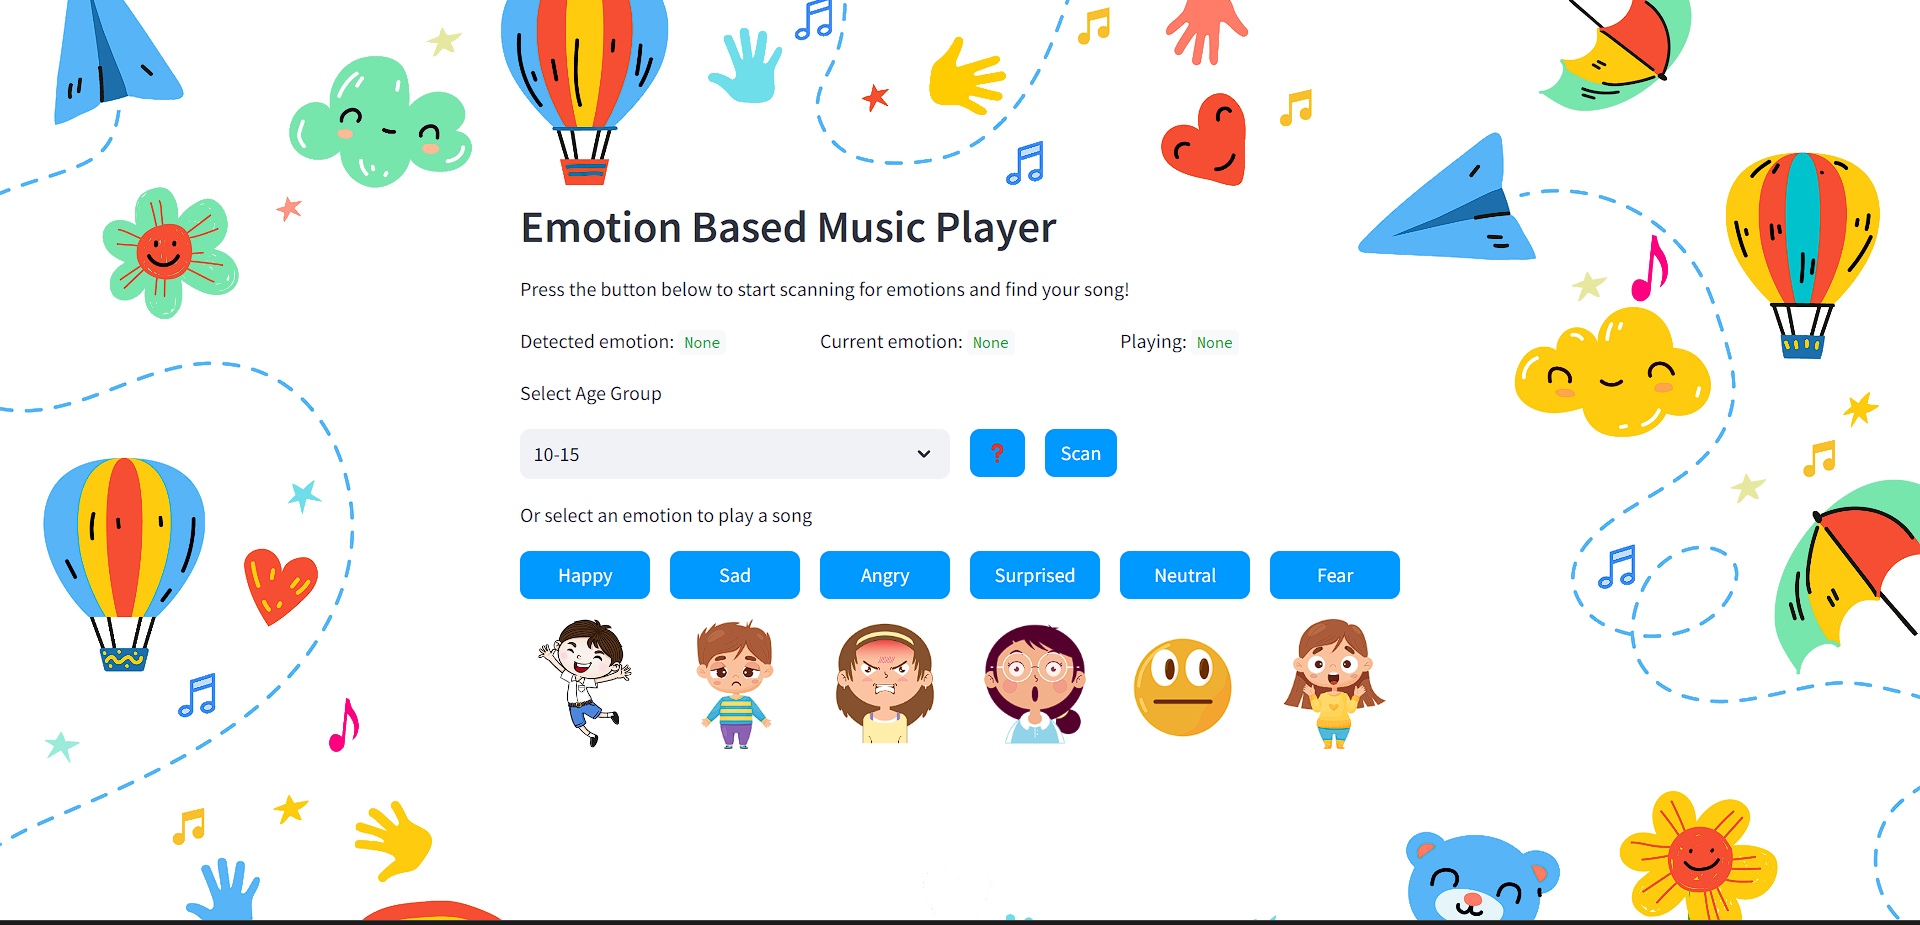 Emotion Based Music Player
Press the button below to start scanning for emotions and find your song!
Detected emotion: None Current emotion: None Playing: None
Select Age Group
10-15 ❓ Scan
Or select an emotion to play a song
Happy Sad Angry Surprised Neutral Fear